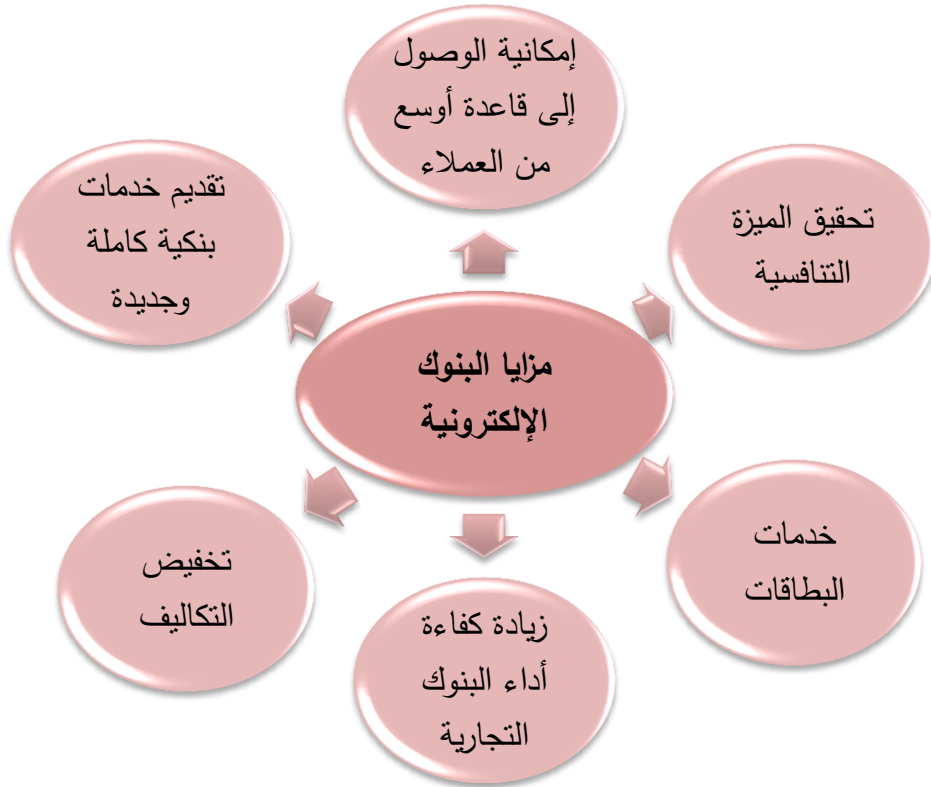 إمكانية الوصول
إلى قاعدة أوسع
من العملاء
تحقيق الميزة
التنافسية
تقديم خدمات
بنكية كاملة
وجديدة
مزايا البنوك
الإلكترونية
خدمات
البطاقات
تخفيض
التكاليف
زيادة كفاءة
أداء البنوك
التجارية